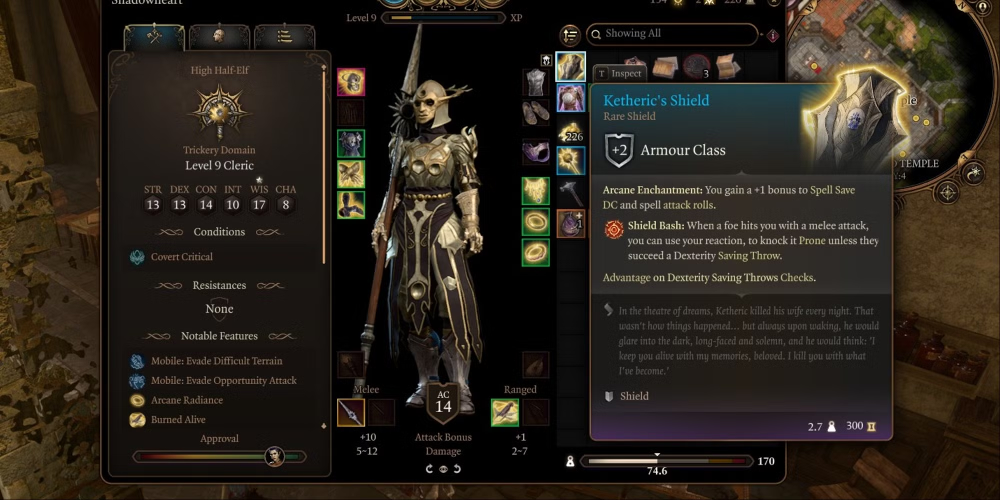 Shadowheart
Level 9 XP
Showing All
High Half-Elf
Trickery Domain
Level 9 Cleric
STR DEX CON INT WIS CHA
13 13 14 10 17 8
Conditions
Covert Critical
Resistances
None
Notable Features
Mobile: Evade Difficult Terrain
Mobile: Evade Opportunity Attack
Arcane Radiance
Burned Alive
Approval
Melee
AC
14
Ranged
+10
5~12
Attack Bonus
Damage
+1
2~7
3
226
+
1
T Inspect
Ketheric's Shield
Rare Shield
+2 Armour Class
Arcane Enchantment: You gain a +1 bonus to Spell Save
DC and spell attack rolls.
Shield Bash: When a foe hits you with a melee attack,
you can use your reaction, to knock it Prone unless they
succeed a Dexterity Saving Throw.
Advantage on Dexterity Saving Throws Checks.
In the theatre of dreams, Ketheric killed his wife every night. That
wasn't how things happened... but always upon waking, he would
glare into the dark, long-faced and solemn, and he would think: 'I
keep you alive with my memories, beloved. I kill you with what
I've become.'
Shield
2.7 300
74.6
170
W
N
E
ple
TEMPLE
Y:4